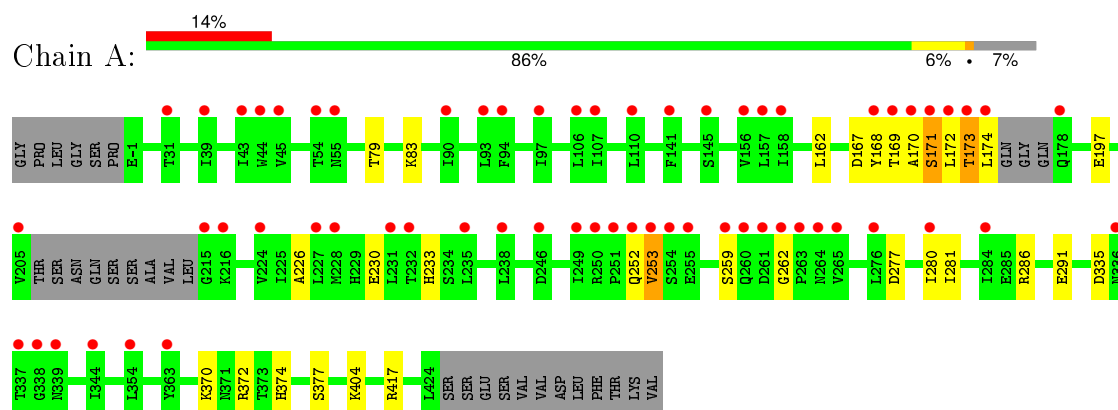 14%
Chain A:
86% 6% • 7%
GLY PRO LEU GLY SER PRO E-1 T31 I39 I43 W44 V45 T54 N55 T79 K83 I90 L93 F94 I97 L106 I107 L110 F141 S145 V156 L157 I158 L162 D167 Y168 T169 A170 S171 L172 T173 L174 GLN GLY GLN Q178 E197
V205 THR SER ASN GLN SER SER ALA VAL LEU G215 K216 V224 I225 A226 L227 M228 H229 E230 L231 T232 H233 S234 L235 L238 D246 I249 R250 P251 Q252 V253 S254 E255 S259 Q260 D261 G262 P263 N264 V265 L276 D277 I280 I281 I284 E285 R286 E291 D335 N336
T337 G338 N339 I344 L354 Y363 K370 N371 R372 T373 H374 S377 K404 R417 L424 SER SER GLU SER VAL VAL ASP LEU PHE THR LYS VAL